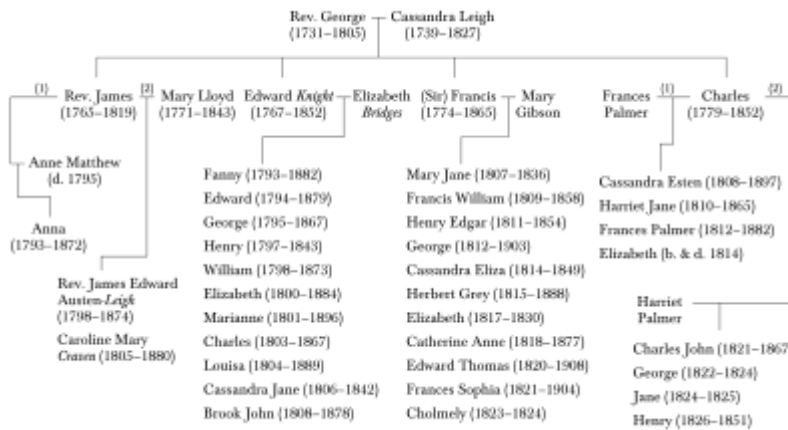 Rev. George Cassandra Leigh
(1731–1805) (1739–1827)
(1) Rev. James (2) Mary Lloyd Edward Knight Elizabeth (Sir) Francis Mary Frances (1) Charles (2)
(1765–1819) (1771–1843) (1767–1852) Bridges (1774–1865) Gibson Palmer (1779–1852)
Anne Matthew
(d. 1795)
Anna
(1793–1872)
Rev. James Edward
Austen-Leigh
(1798–1874)
Caroline Mary
Craven (1805–1880)
Fanny (1793–1882)
Edward (1794–1879)
George (1795–1867)
Henry (1797–1843)
William (1798–1873)
Elizabeth (1800–1884)
Marianne (1801–1896)
Charles (1803–1867)
Louisa (1804–1889)
Cassandra Jane (1806–1842)
Brook John (1808–1878)
Mary Jane (1807–1836)
Francis William (1809–1858)
Henry Edgar (1811–1854)
George (1812–1903)
Cassandra Eliza (1814–1849)
Herbert Grey (1815–1888)
Elizabeth (1817–1830)
Catherine Anne (1818–1877)
Edward Thomas (1820–1908)
Frances Sophia (1821–1904)
Cholmely (1823–1824)
Cassandra Esten (1808–1897)
Harriet Jane (1810–1865)
Frances Palmer (1812–1882)
Elizabeth (b. & d. 1814)
Harriet
Palmer
Charles John (1821–1867
George (1822–1824)
Jane (1824–1825)
Henry (1826–1851)